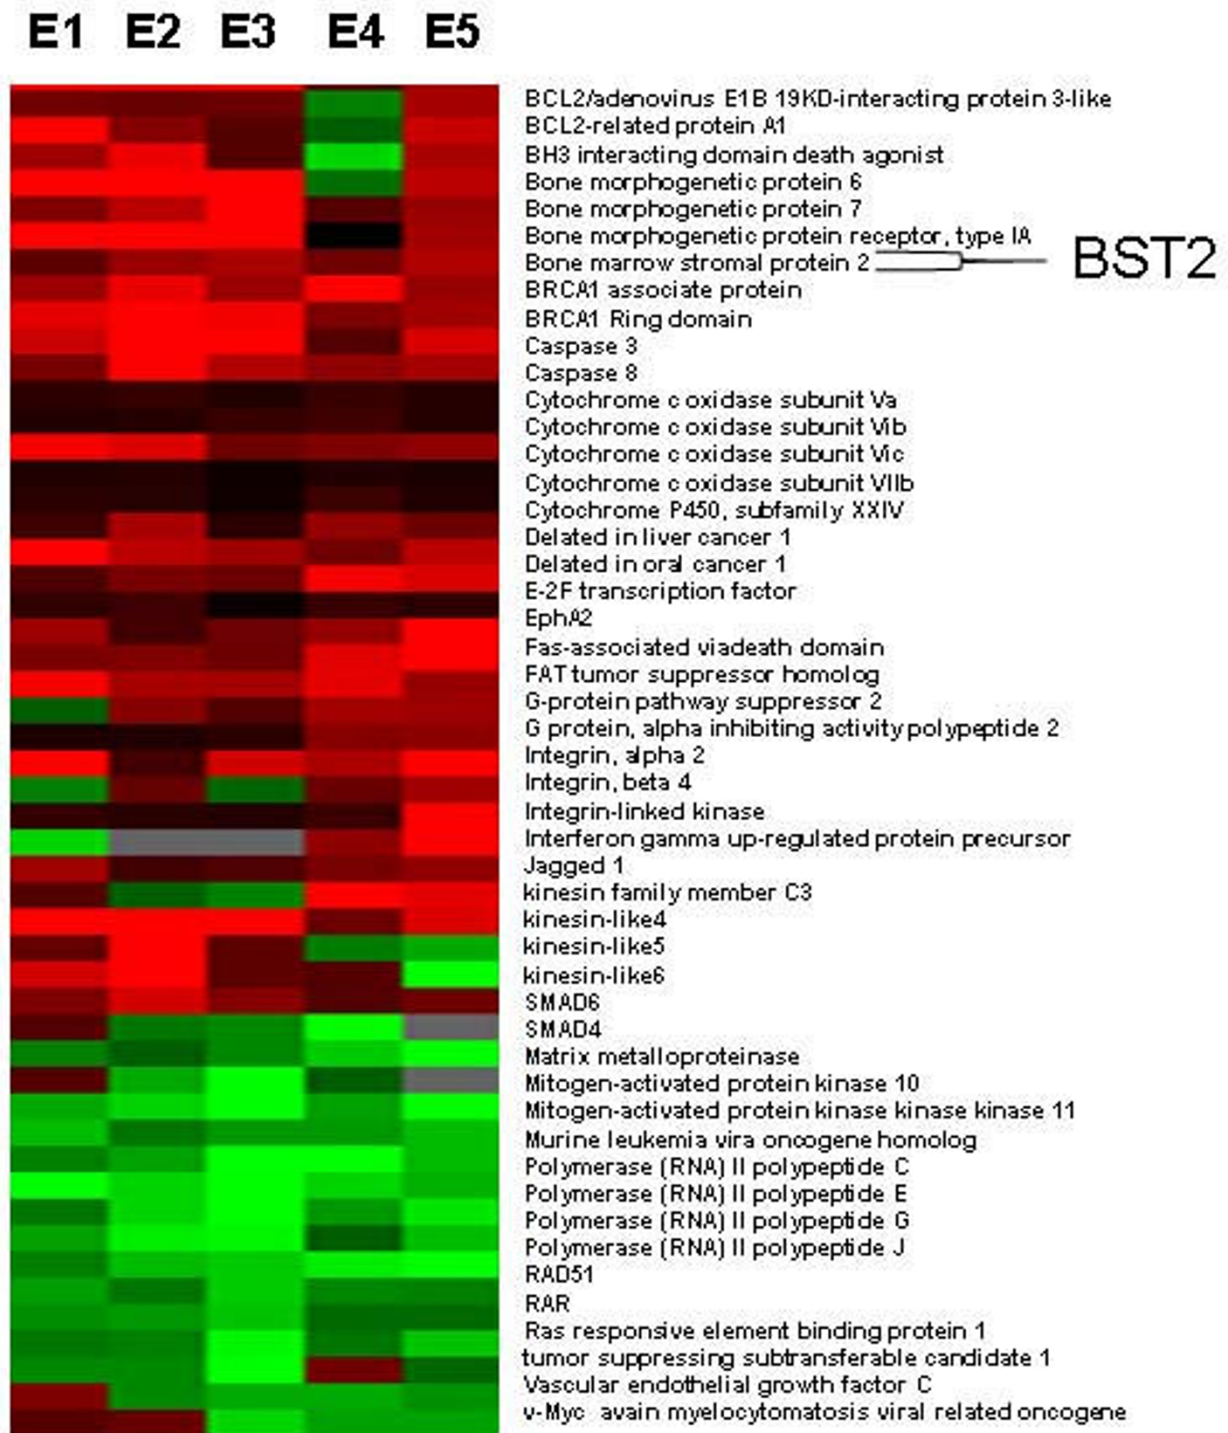 E1 E2 E3 E4 E5
BCL2/adenovirus E1B 19KD-interacting protein 3-like
BCL2-related protein A1
BH3 interacting domain death agonist
Bone morphogenetic protein 6
Bone morphogenetic protein 7
Bone morphogenetic protein receptor, type IA
Bone marrow stromal protein 2 BST2
BRCA1 associate protein
BRCA1 Ring domain
Caspase 3
Caspase 8
Cytochrome c oxidase subunit Va
Cytochrome c oxidase subunit Vib
Cytochrome c oxidase subunit Vic
Cytochrome c oxidase subunit VIIb
Cytochrome P450, subfamily XXIV
Delated in liver cancer 1
Delated in oral cancer 1
E-2F transcription factor
EphA2
Fas-associated viadeath domain
FAT tumor suppressor homolog
G-protein pathway suppressor 2
G protein, alpha inhibiting activity polypeptide 2
Integrin, alpha 2
Integrin, beta 4
Integrin-linked kinase
Interferon gamma up-regulated protein precursor
Jagged 1
kinesin family member C3
kinesin-like4
kinesin-like5
kinesin-like6
SMAD6
SMAD4
Matrix metalloproteinase
Mitogen-activated protein kinase 10
Mitogen-activated protein kinase kinase kinase 11
Murine leukemia vira oncogene homolog
Polymerase (RNA) II polypeptide C
Polymerase (RNA) II polypeptide E
Polymerase (RNA) II polypeptide G
Polymerase (RNA) II polypeptide J
RAD51
RAR
Ras responsive element binding protein 1
tumor suppressing subtransferable candidate 1
Vascular endothelial growth factor C
v-Myc avain myelocytomatosis viral related oncogene